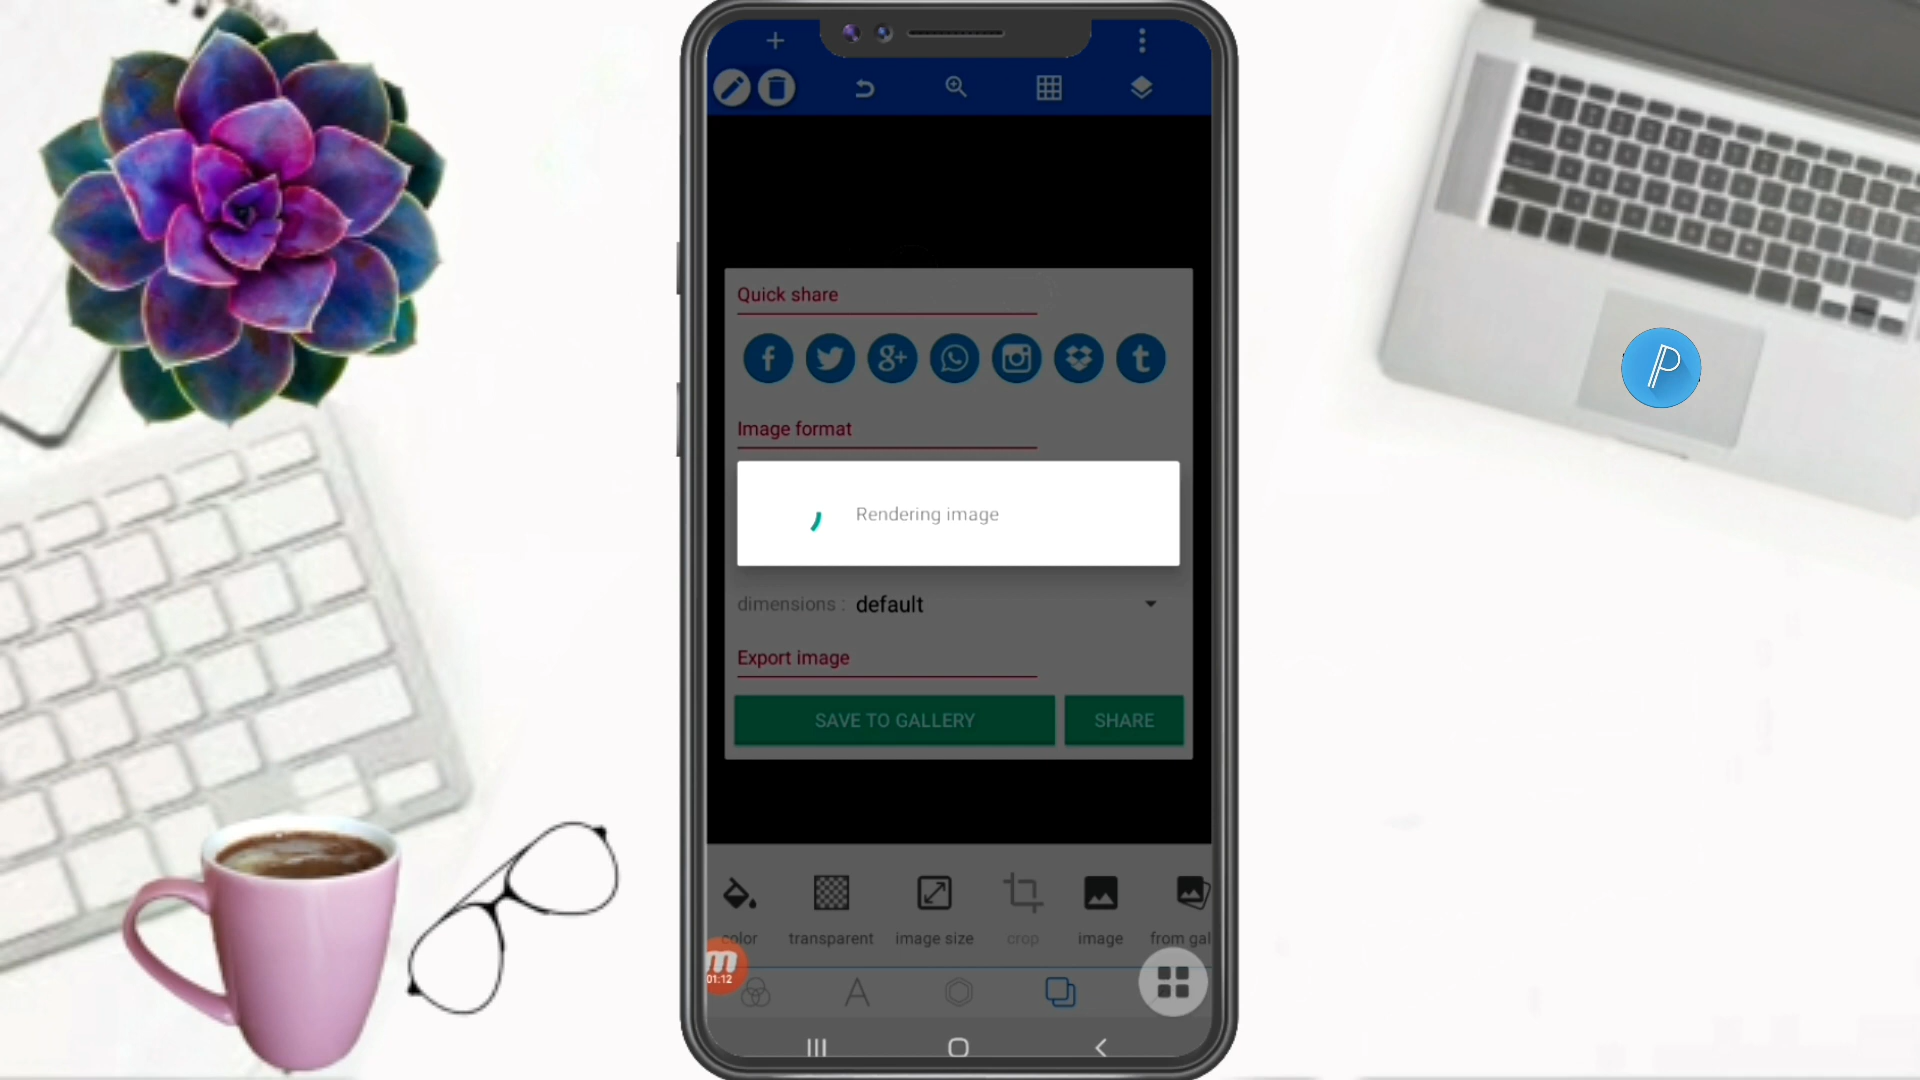 Quick share
Image format
Rendering image
dimensions : default
Export image
SAVE TO GALLERY SHARE
color transparent image size crop image from gal
01:12